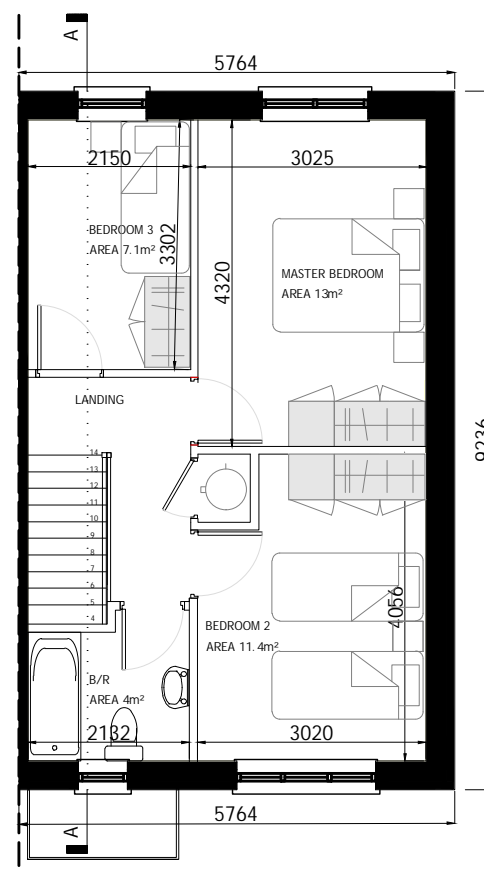 A
5764
2150
3025
BEDROOM 3
AREA 7.1m²
3302
4320
MASTER BEDROOM
AREA 13m²
LANDING
9236
14
13
12
11
10
9
8
7
6
5
4
4056
BEDROOM 2
AREA 11.4m²
B/R
AREA 4m²
2132
3020
5764
A